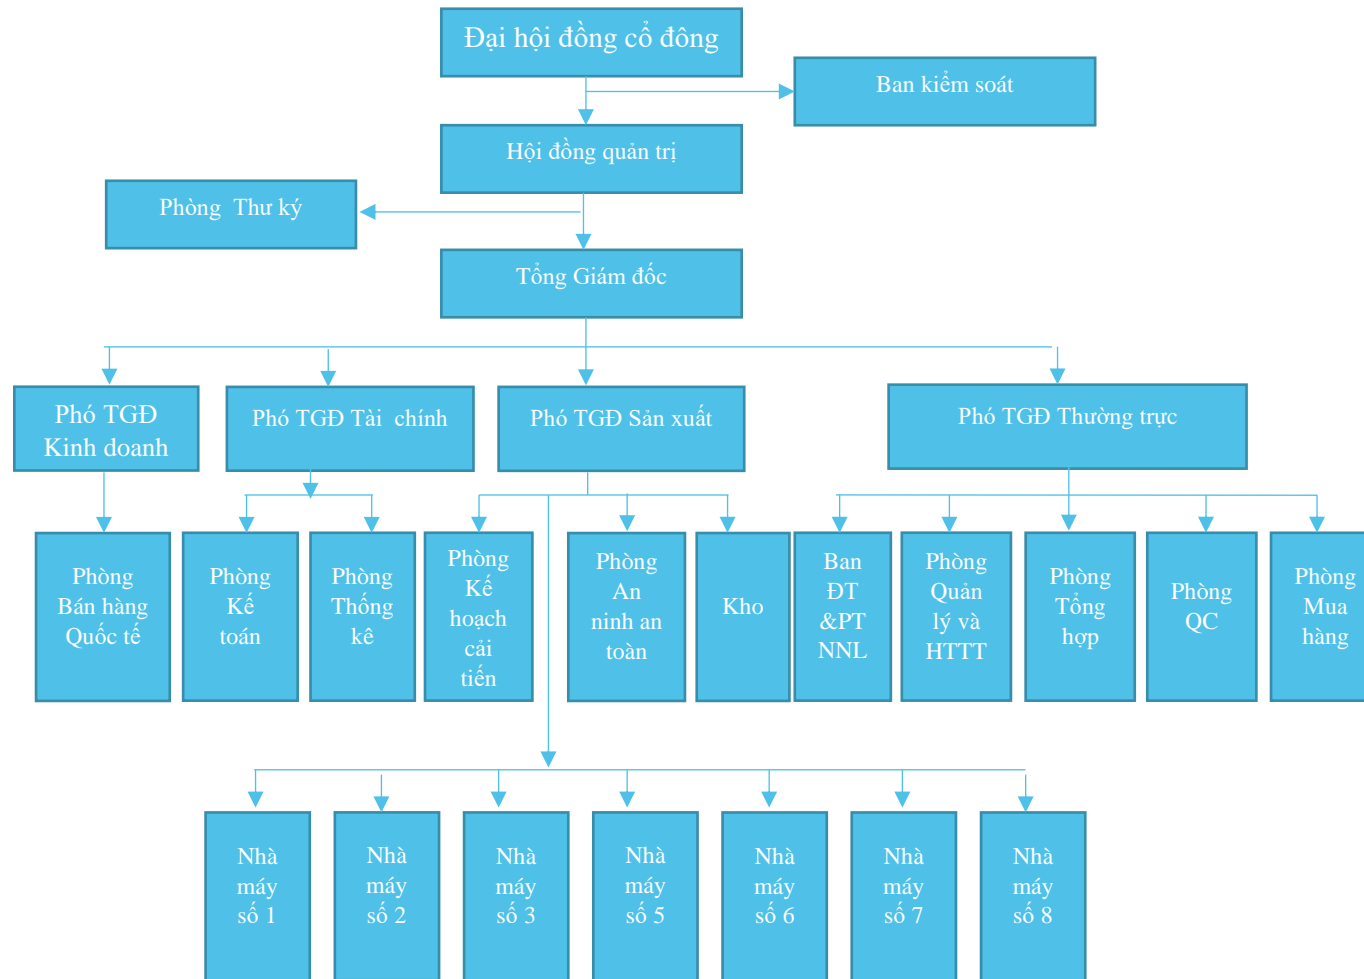 Đại hội đồng cổ đông
Ban kiểm soát
Hội đồng quản trị
Phòng Thư ký
Tổng Giám đốc
Phó TGĐ
Kinh doanh
Phó TGĐ Tài chính
Phó TGĐ Sản xuất
Phó TGĐ Thường trực
Phòng
Bán hàng
Quốc tế
Phòng
Kế
toán
Phòng
Thống
kê
Phòng
Kế
hoạch
cải
tiến
Phòng
An
ninh an
toàn
Kho
Ban
ĐT
&PT
NNL
Phòng
Quản
lý và
HTTT
Phòng
Tổng
hợp
Phòng
QC
Phòng
Mua
hàng
Nhà
máy
số 1
Nhà
máy
số 2
Nhà
máy
số 3
Nhà
máy
số 5
Nhà
máy
số 6
Nhà
máy
số 7
Nhà
máy
số 8